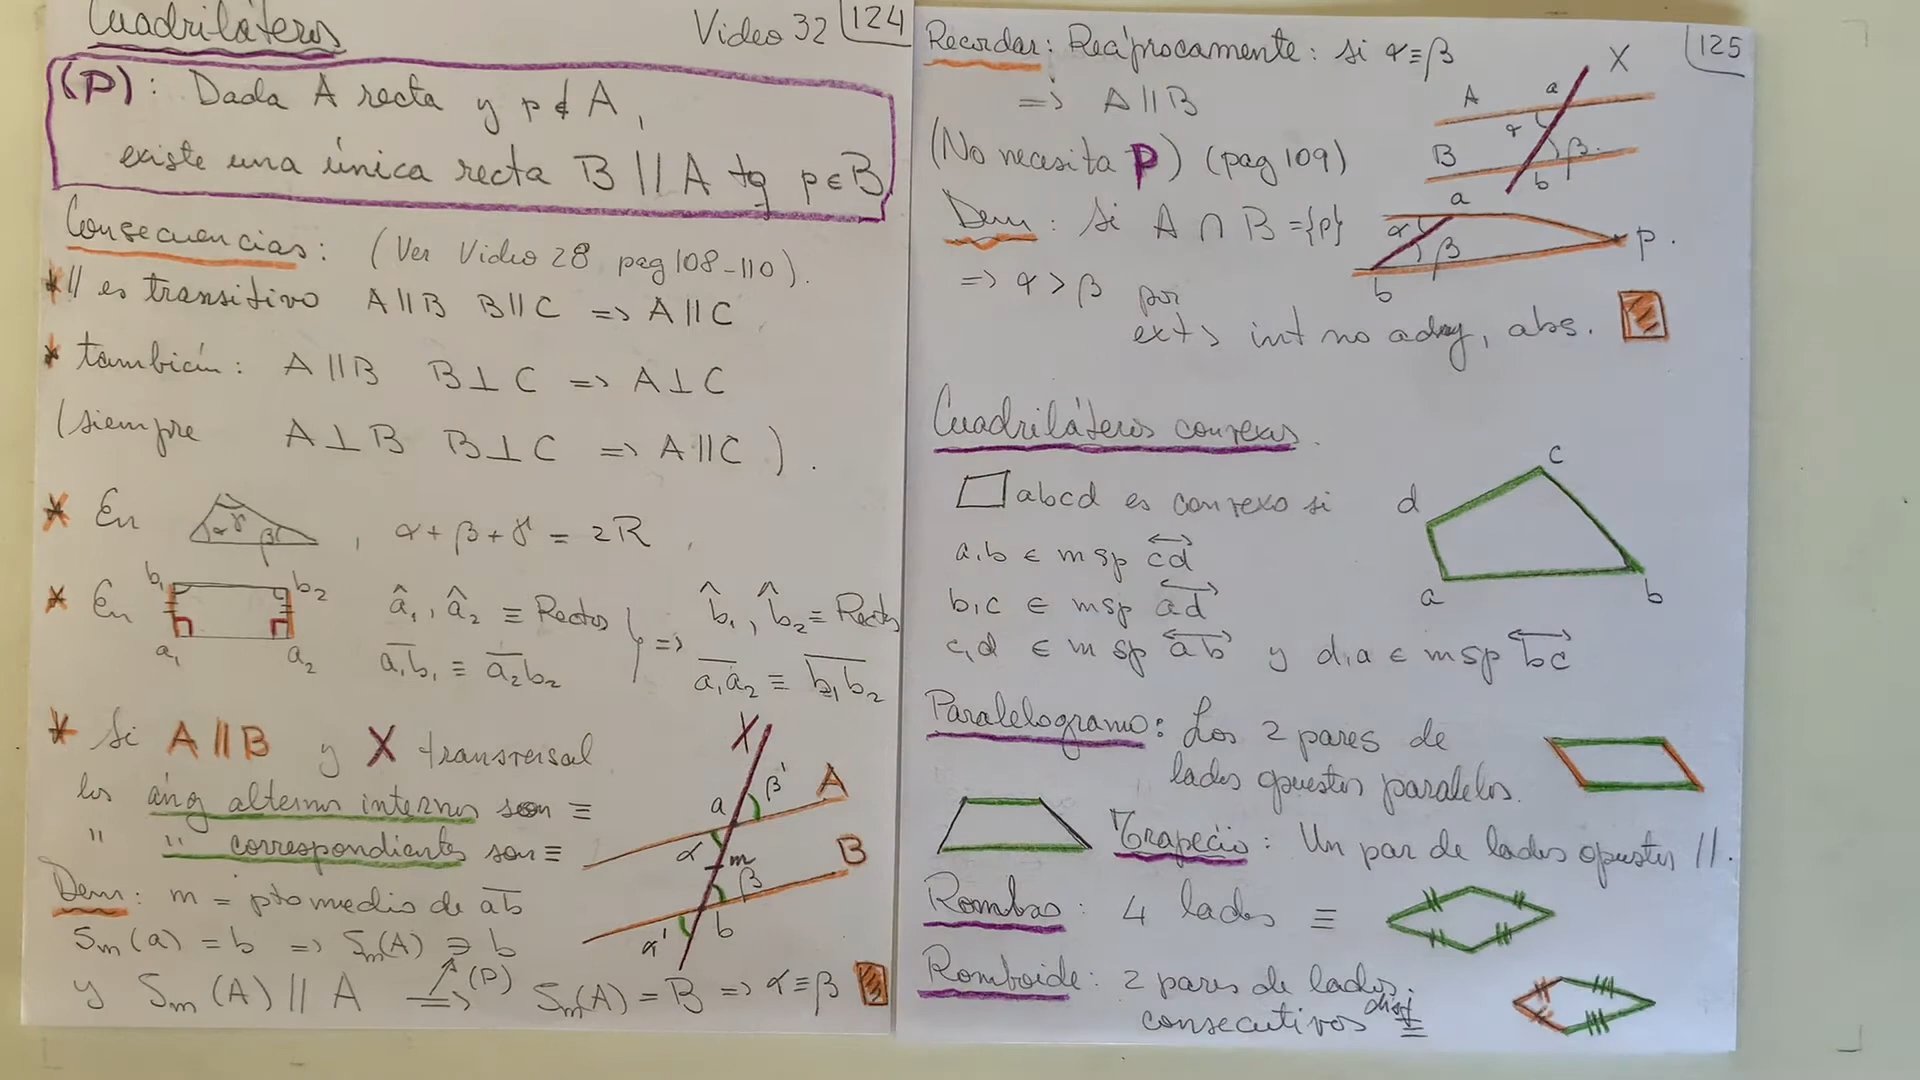 Cuadriláteros
Video 32
124
(P): Dada A recta y p ∉ A,
existe una única recta B // A tq p ∈ B
Consecuencias: (Ver Video 28 pag 108-110).
* // es transitivo A // B B // C => A // C
* también: A // B B ⊥ C => A ⊥ C
(siempre A ⊥ B B ⊥ C => A // C).
* En
α γ β
, α + β + γ = 2R
b₁ b₂
* En
â₁, â₂ ≡ Rectos
=> b̂₁, b̂₂ ≡ Rectos
a₁ a₂
a₁b₁ ≡ a₂b₂
a₁a₂ ≡ b₁b₂
* Si A // B y X transversal
los áng alternos internos son ≡
" " correspondientes son ≡
X
a β' A
α m
β B
α' b
Dem: m = pto medio de ab
Sm(a) = b => Sm(A) ∋ b
y Sm(A) // A => (P) Sm(A) = B => α ≡ β
125
Recordar: Recíprocamente: si α ≡ β
=> A // B
(No necesita P) (pag 109)
X
A a
α
B β
b
Dem: Si A ∩ B = {p}
=> α > β por
ext > int no adny, abs.
a
α β p.
b
Cuadriláteros convexos.
abcd es convexo si
a,b ∈ msp cd
b,c ∈ msp ad
c,d ∈ msp ab y d,a ∈ msp bc
c
d
a b
Paralelogramo: Los 2 pares de
lados opuestos paralelos.
Trapecio: Un par de lados opuestos //.
Rombos: 4 lados ≡
Romboide: 2 pares de lados
consecutivos disj ≡